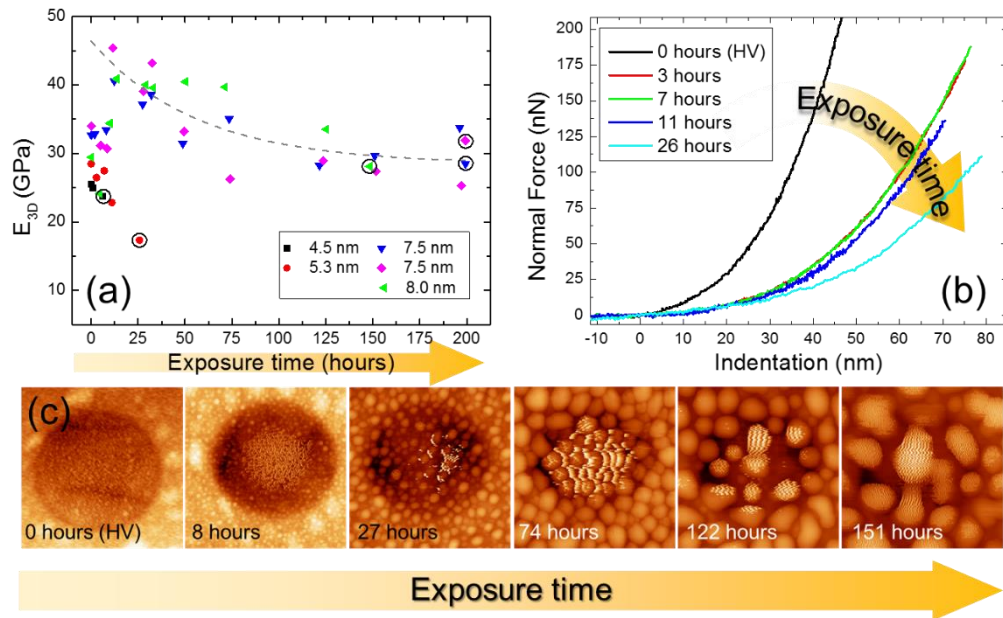 (a)
E3D (GPa)
50
40
30
20
10
0 25 50 75 100 125 150 175 200
Exposure time (hours)
4.5 nm
5.3 nm
7.5 nm
7.5 nm
8.0 nm
(b)
Normal Force (nN)
200
175
150
125
100
75
50
25
0
-10 0 10 20 30 40 50 60 70 80
Indentation (nm)
0 hours (HV)
3 hours
7 hours
11 hours
26 hours
Exposure time
(c)
0 hours (HV)
8 hours
27 hours
74 hours
122 hours
151 hours
Exposure time